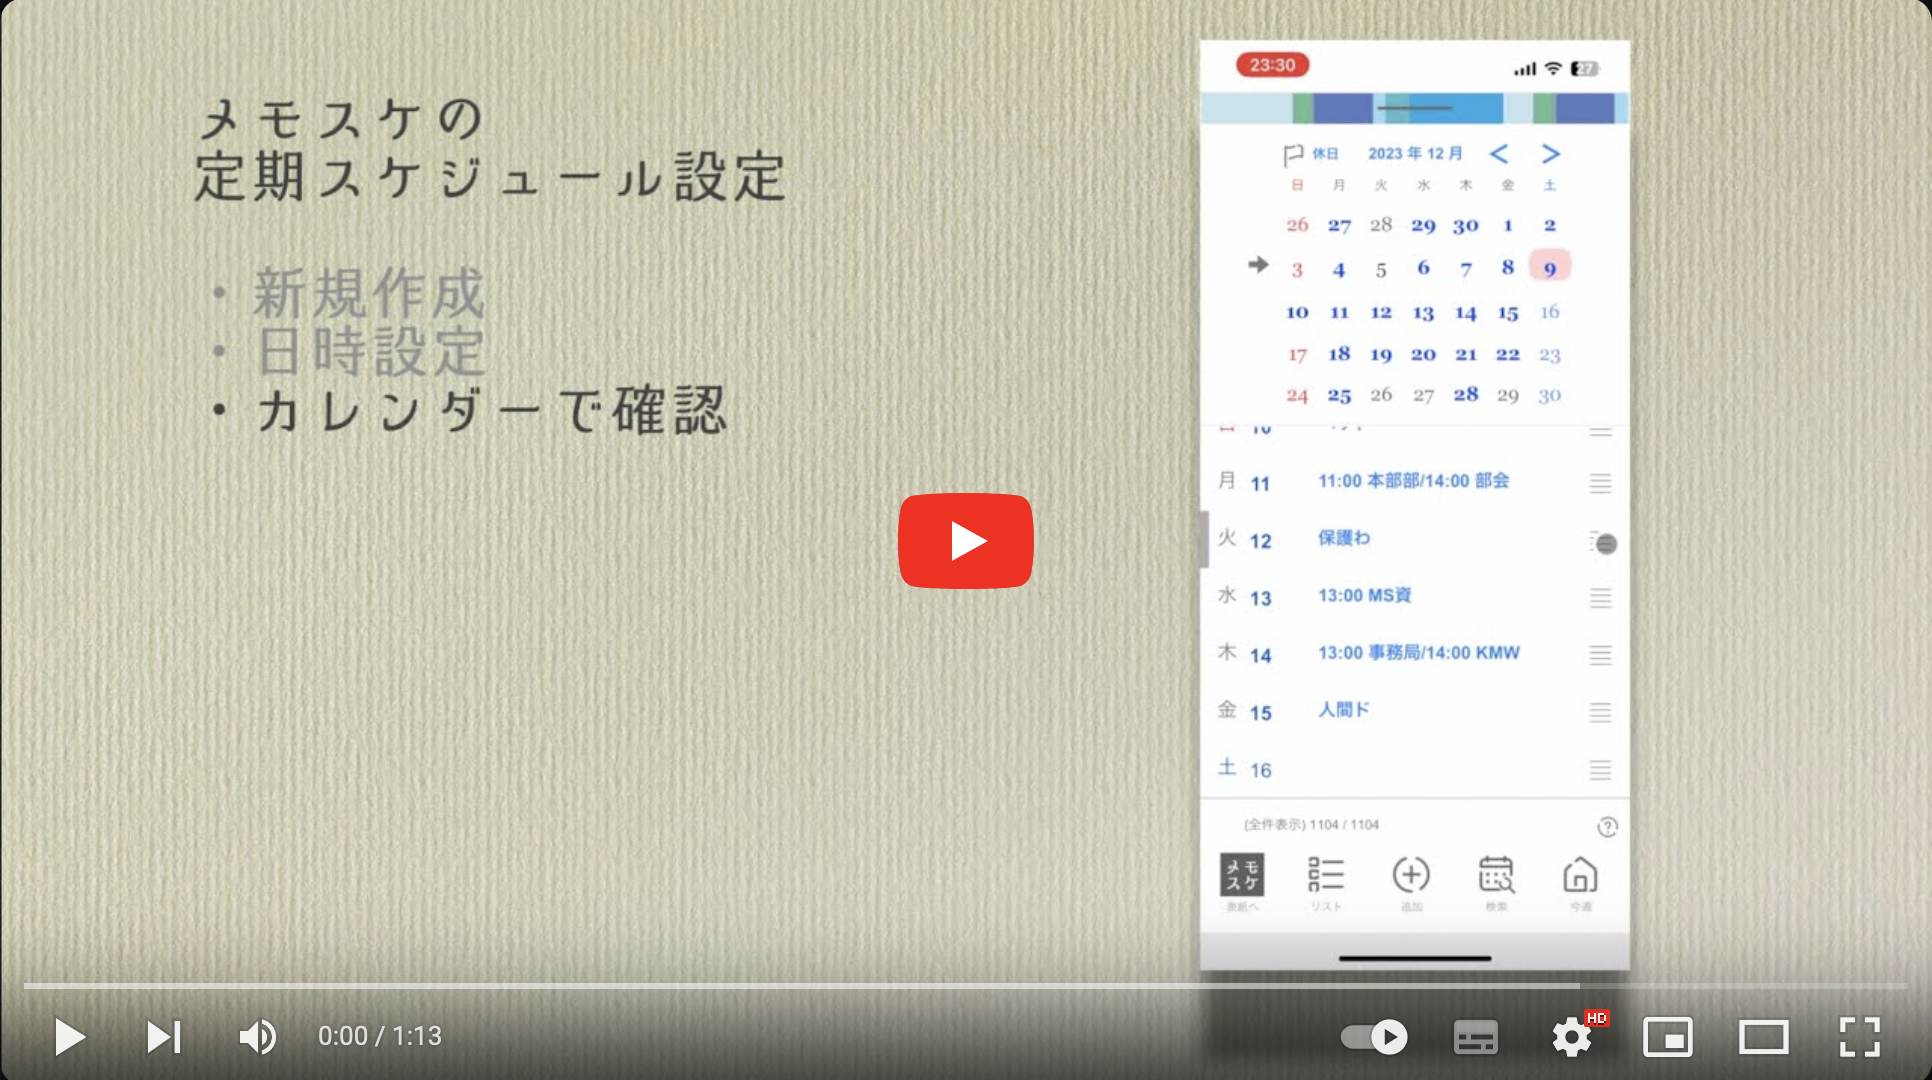 メモスケの
定期スケジュール設定
・新規作成
・日時設定
・カレンダーで確認
23:30
27
休日 2023 年 12 月 < >
日 月 火 水 木 金 土
26 27 28 29 30 1 2
3 4 5 6 7 8 9
10 11 12 13 14 15 16
17 18 19 20 21 22 23
24 25 26 27 28 29 30
月 11 11:00 本部部/14:00 部会
火 12 保護わ
水 13 13:00 MS資
木 14 13:00 事務局/14:00 KMW
金 15 人間ド
土 16
(全件表示) 1104 / 1104
?
メモ
スケ
表紙へ リスト 追加 検索 今週
0:00 / 1:13
HD